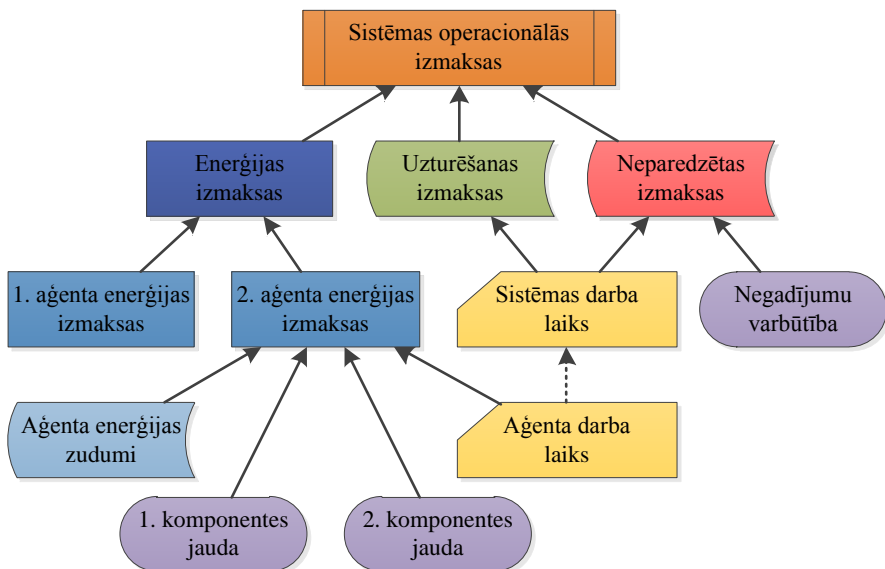 Sistēmas operacionālās
izmaksas
Enerģijas
izmaksas
Uzturēšanas
izmaksas
Neparedzētas
izmaksas
1. aģenta enerģijas
izmaksas
2. aģenta enerģijas
izmaksas
Sistēmas darba
laiks
Negadījumu
varbūtība
Aģenta enerģijas
zudumi
Aģenta darba
laiks
1. komponentes
jauda
2. komponentes
jauda